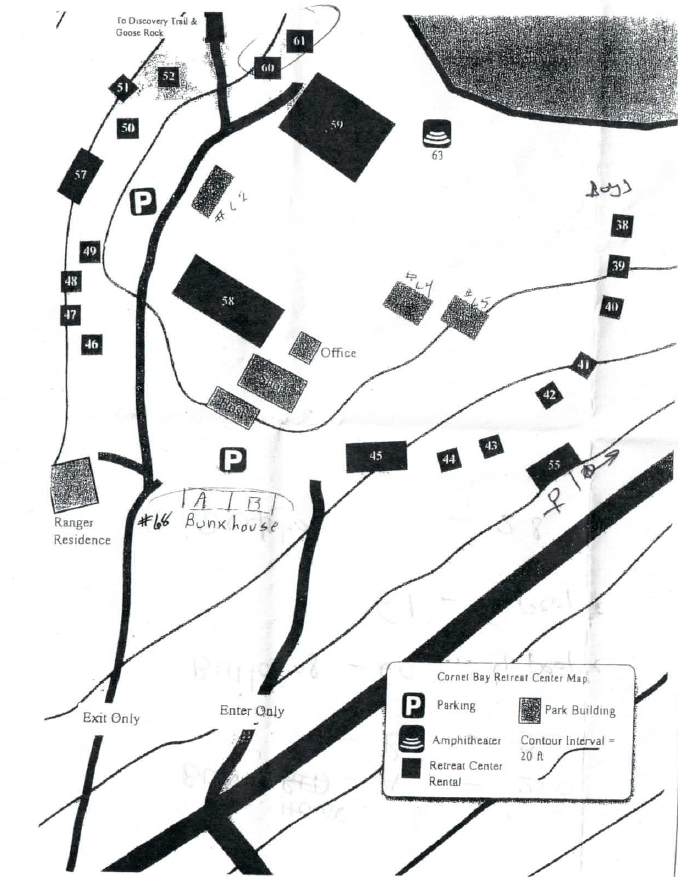 To Discovery Trail &
Goose Rock
61
60
52
51
50
59
63
57
#62
Boys
38
49
39
48
#64
#65
58
40
47
46
Office
41
42
Shop
43
45
44
55
Ranger
Residence
A B
#68 Bunkhouse
Exit Only
Enter Only
Cornet Bay Retreat Center Map
Parking
Park Building
Amphitheater
Contour Interval =
20 ft
Retreat Center
Rental